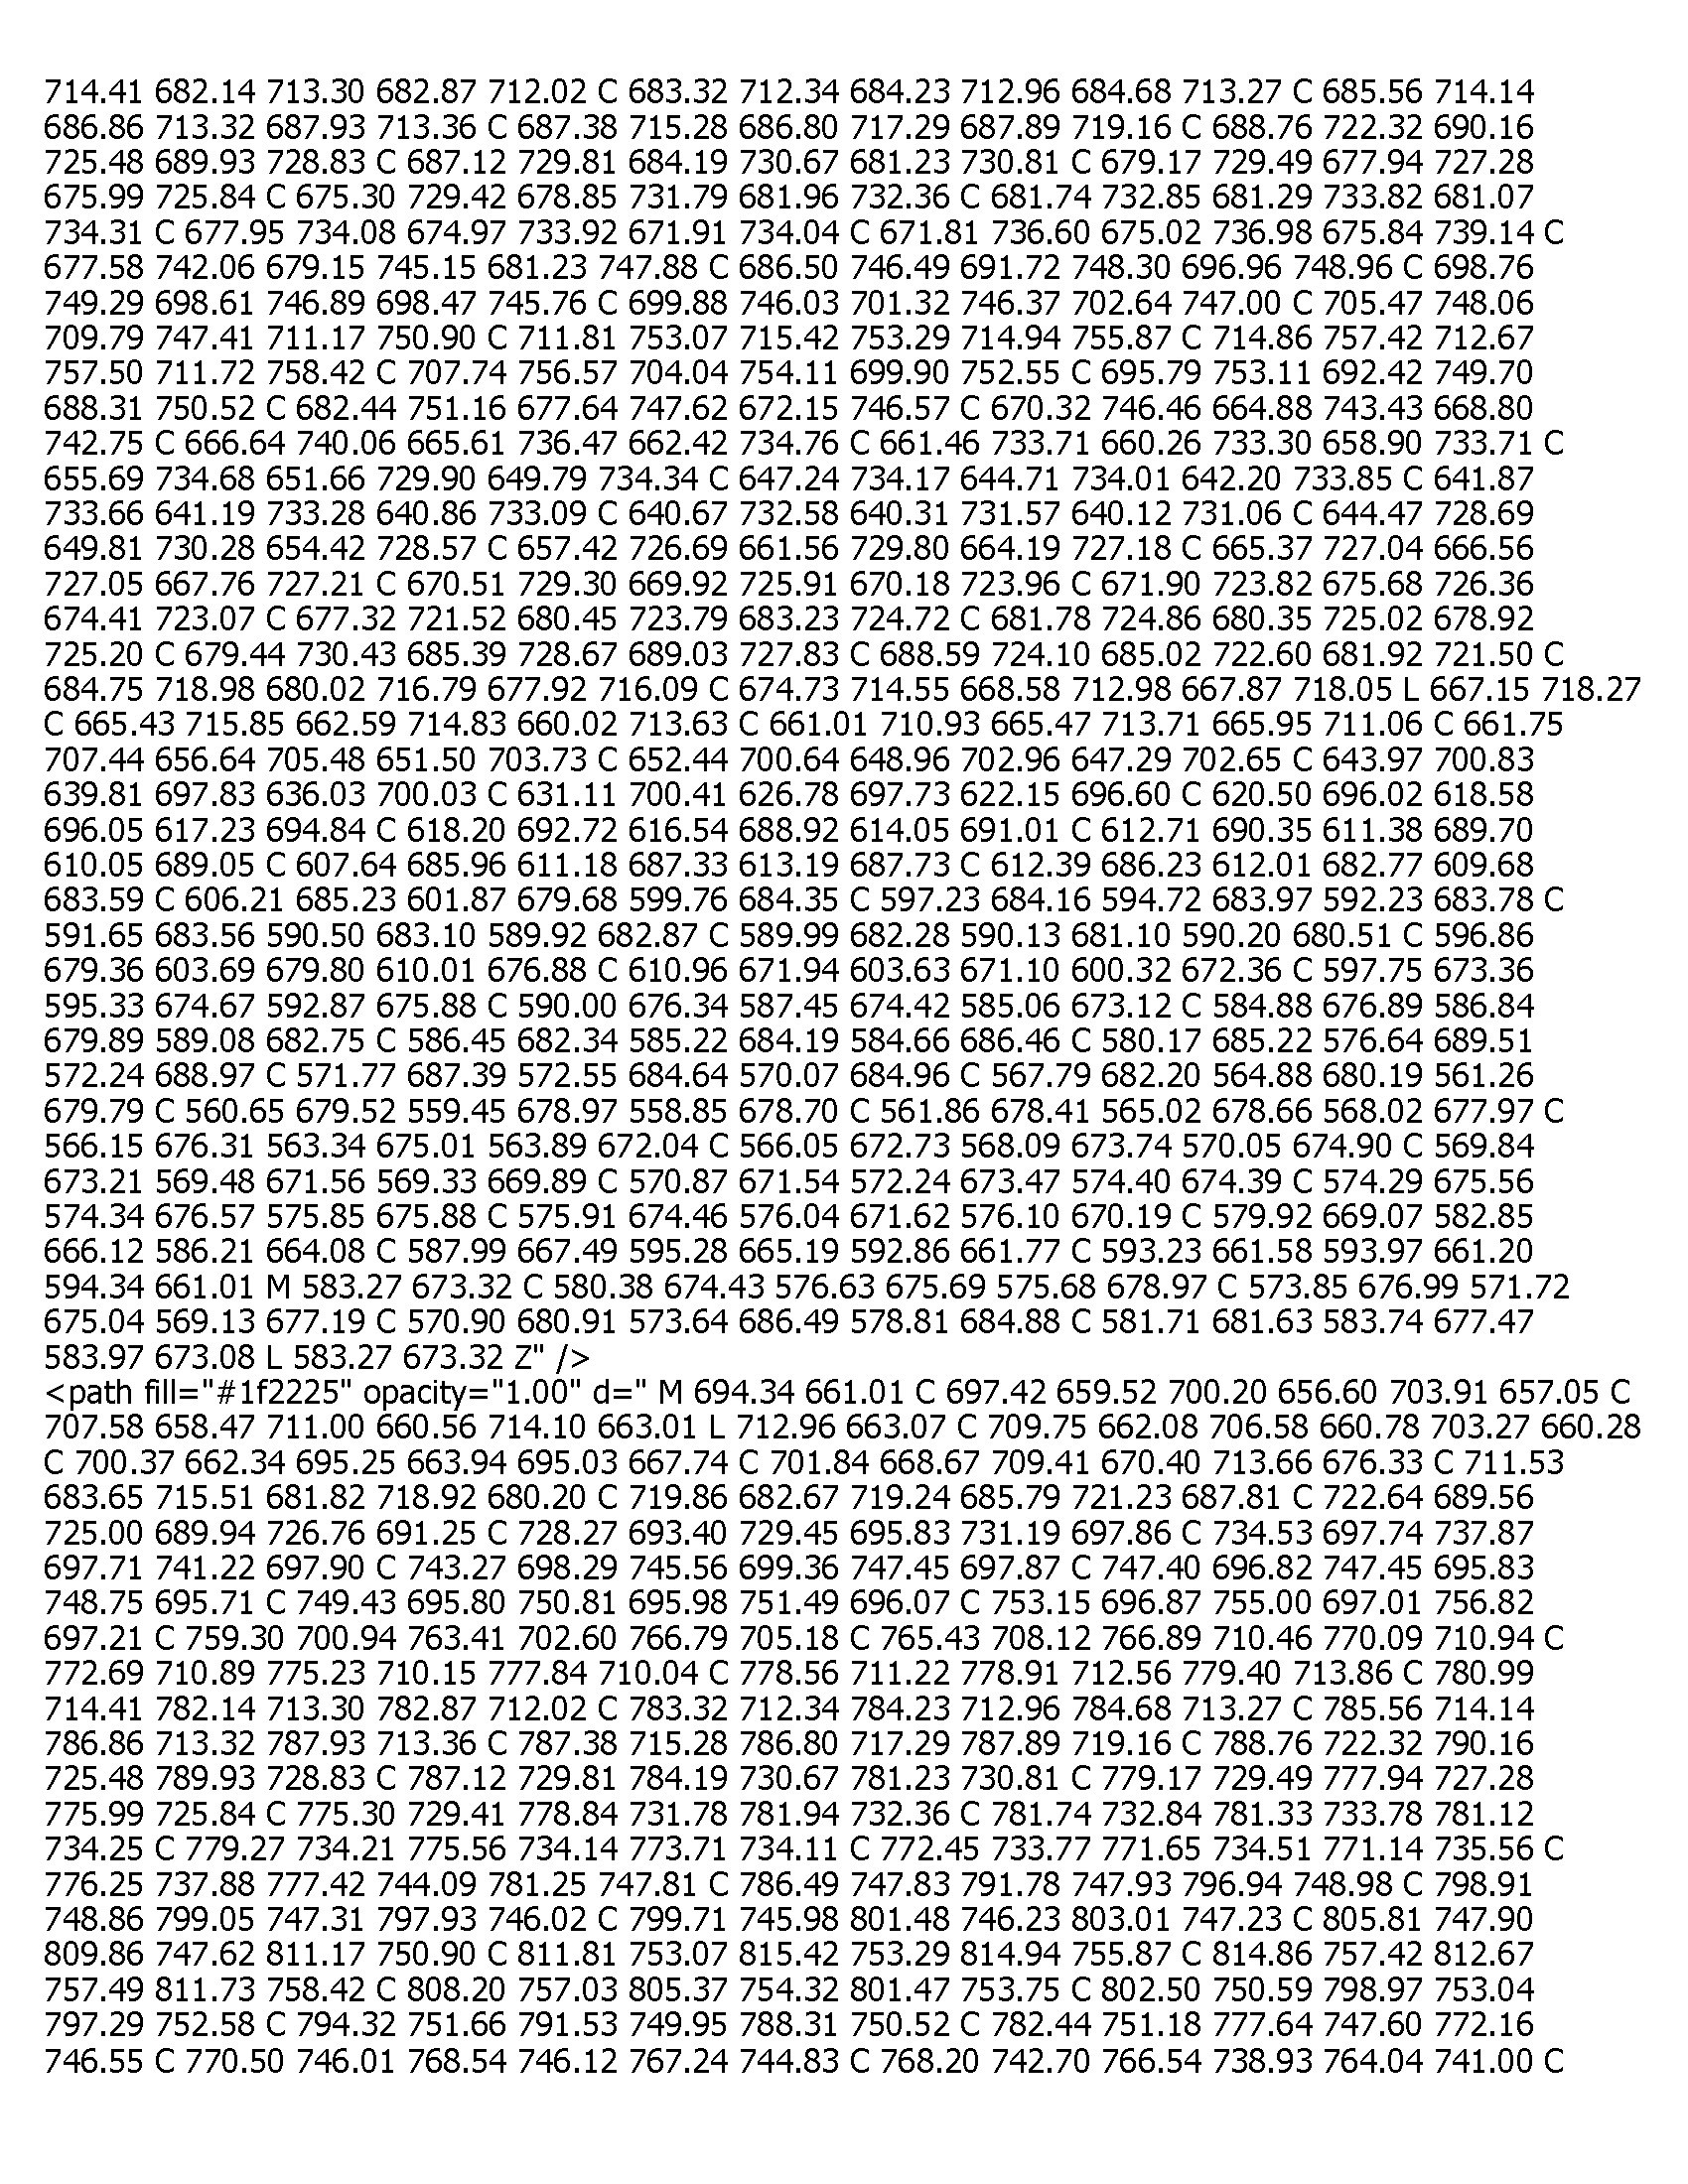 714.41 682.14 713.30 682.87 712.02 C 683.32 712.34 684.23 712.96 684.68 713.27 C 685.56 714.14
686.86 713.32 687.93 713.36 C 687.38 715.28 686.80 717.29 687.89 719.16 C 688.76 722.32 690.16
725.48 689.93 728.83 C 687.12 729.81 684.19 730.67 681.23 730.81 C 679.17 729.49 677.94 727.28
675.99 725.84 C 675.30 729.42 678.85 731.79 681.96 732.36 C 681.74 732.85 681.29 733.82 681.07
734.31 C 677.95 734.08 674.97 733.92 671.91 734.04 C 671.81 736.60 675.02 736.98 675.84 739.14 C
677.58 742.06 679.15 745.15 681.23 747.88 C 686.50 746.49 691.72 748.30 696.96 748.96 C 698.76
749.29 698.61 746.89 698.47 745.76 C 699.88 746.03 701.32 746.37 702.64 747.00 C 705.47 748.06
709.79 747.41 711.17 750.90 C 711.81 753.07 715.42 753.29 714.94 755.87 C 714.86 757.42 712.67
757.50 711.72 758.42 C 707.74 756.57 704.04 754.11 699.90 752.55 C 695.79 753.11 692.42 749.70
688.31 750.52 C 682.44 751.16 677.64 747.62 672.15 746.57 C 670.32 746.46 664.88 743.43 668.80
742.75 C 666.64 740.06 665.61 736.47 662.42 734.76 C 661.46 733.71 660.26 733.30 658.90 733.71 C
655.69 734.68 651.66 729.90 649.79 734.34 C 647.24 734.17 644.71 734.01 642.20 733.85 C 641.87
733.66 641.19 733.28 640.86 733.09 C 640.67 732.58 640.31 731.57 640.12 731.06 C 644.47 728.69
649.81 730.28 654.42 728.57 C 657.42 726.69 661.56 729.80 664.19 727.18 C 665.37 727.04 666.56
727.05 667.76 727.21 C 670.51 729.30 669.92 725.91 670.18 723.96 C 671.90 723.82 675.68 726.36
674.41 723.07 C 677.32 721.52 680.45 723.79 683.23 724.72 C 681.78 724.86 680.35 725.02 678.92
725.20 C 679.44 730.43 685.39 728.67 689.03 727.83 C 688.59 724.10 685.02 722.60 681.92 721.50 C
684.75 718.98 680.02 716.79 677.92 716.09 C 674.73 714.55 668.58 712.98 667.87 718.05 L 667.15 718.27
C 665.43 715.85 662.59 714.83 660.02 713.63 C 661.01 710.93 665.47 713.71 665.95 711.06 C 661.75
707.44 656.64 705.48 651.50 703.73 C 652.44 700.64 648.96 702.96 647.29 702.65 C 643.97 700.83
639.81 697.83 636.03 700.03 C 631.11 700.41 626.78 697.73 622.15 696.60 C 620.50 696.02 618.58
696.05 617.23 694.84 C 618.20 692.72 616.54 688.92 614.05 691.01 C 612.71 690.35 611.38 689.70
610.05 689.05 C 607.64 685.96 611.18 687.33 613.19 687.73 C 612.39 686.23 612.01 682.77 609.68
683.59 C 606.21 685.23 601.87 679.68 599.76 684.35 C 597.23 684.16 594.72 683.97 592.23 683.78 C
591.65 683.56 590.50 683.10 589.92 682.87 C 589.99 682.28 590.13 681.10 590.20 680.51 C 596.86
679.36 603.69 679.80 610.01 676.88 C 610.96 671.94 603.63 671.10 600.32 672.36 C 597.75 673.36
595.33 674.67 592.87 675.88 C 590.00 676.34 587.45 674.42 585.06 673.12 C 584.88 676.89 586.84
679.89 589.08 682.75 C 586.45 682.34 585.22 684.19 584.66 686.46 C 580.17 685.22 576.64 689.51
572.24 688.97 C 571.77 687.39 572.55 684.64 570.07 684.96 C 567.79 682.20 564.88 680.19 561.26
679.79 C 560.65 679.52 559.45 678.97 558.85 678.70 C 561.86 678.41 565.02 678.66 568.02 677.97 C
566.15 676.31 563.34 675.01 563.89 672.04 C 566.05 672.73 568.09 673.74 570.05 674.90 C 569.84
673.21 569.48 671.56 569.33 669.89 C 570.87 671.54 572.24 673.47 574.40 674.39 C 574.29 675.56
574.34 676.57 575.85 675.88 C 575.91 674.46 576.04 671.62 576.10 670.19 C 579.92 669.07 582.85
666.12 586.21 664.08 C 587.99 667.49 595.28 665.19 592.86 661.77 C 593.23 661.58 593.97 661.20
594.34 661.01 M 583.27 673.32 C 580.38 674.43 576.63 675.69 575.68 678.97 C 573.85 676.99 571.72
675.04 569.13 677.19 C 570.90 680.91 573.64 686.49 578.81 684.88 C 581.71 681.63 583.74 677.47
583.97 673.08 L 583.27 673.32 Z" />
<path fill="#1f2225" opacity="1.00" d=" M 694.34 661.01 C 697.42 659.52 700.20 656.60 703.91 657.05 C
707.58 658.47 711.00 660.56 714.10 663.01 L 712.96 663.07 C 709.75 662.08 706.58 660.78 703.27 660.28
C 700.37 662.34 695.25 663.94 695.03 667.74 C 701.84 668.67 709.41 670.40 713.66 676.33 C 711.53
683.65 715.51 681.82 718.92 680.20 C 719.86 682.67 719.24 685.79 721.23 687.81 C 722.64 689.56
725.00 689.94 726.76 691.25 C 728.27 693.40 729.45 695.83 731.19 697.86 C 734.53 697.74 737.87
697.71 741.22 697.90 C 743.27 698.29 745.56 699.36 747.45 697.87 C 747.40 696.82 747.45 695.83
748.75 695.71 C 749.43 695.80 750.81 695.98 751.49 696.07 C 753.15 696.87 755.00 697.01 756.82
697.21 C 759.30 700.94 763.41 702.60 766.79 705.18 C 765.43 708.12 766.89 710.46 770.09 710.94 C
772.69 710.89 775.23 710.15 777.84 710.04 C 778.56 711.22 778.91 712.56 779.40 713.86 C 780.99
714.41 782.14 713.30 782.87 712.02 C 783.32 712.34 784.23 712.96 784.68 713.27 C 785.56 714.14
786.86 713.32 787.93 713.36 C 787.38 715.28 786.80 717.29 787.89 719.16 C 788.76 722.32 790.16
725.48 789.93 728.83 C 787.12 729.81 784.19 730.67 781.23 730.81 C 779.17 729.49 777.94 727.28
775.99 725.84 C 775.30 729.41 778.84 731.78 781.94 732.36 C 781.74 732.84 781.33 733.78 781.12
734.25 C 779.27 734.21 775.56 734.14 773.71 734.11 C 772.45 733.77 771.65 734.51 771.14 735.56 C
776.25 737.88 777.42 744.09 781.25 747.81 C 786.49 747.83 791.78 747.93 796.94 748.98 C 798.91
748.86 799.05 747.31 797.93 746.02 C 799.71 745.98 801.48 746.23 803.01 747.23 C 805.81 747.90
809.86 747.62 811.17 750.90 C 811.81 753.07 815.42 753.29 814.94 755.87 C 814.86 757.42 812.67
757.49 811.73 758.42 C 808.20 757.03 805.37 754.32 801.47 753.75 C 802.50 750.59 798.97 753.04
797.29 752.58 C 794.32 751.66 791.53 749.95 788.31 750.52 C 782.44 751.18 777.64 747.60 772.16
746.55 C 770.50 746.01 768.54 746.12 767.24 744.83 C 768.20 742.70 766.54 738.93 764.04 741.00 C